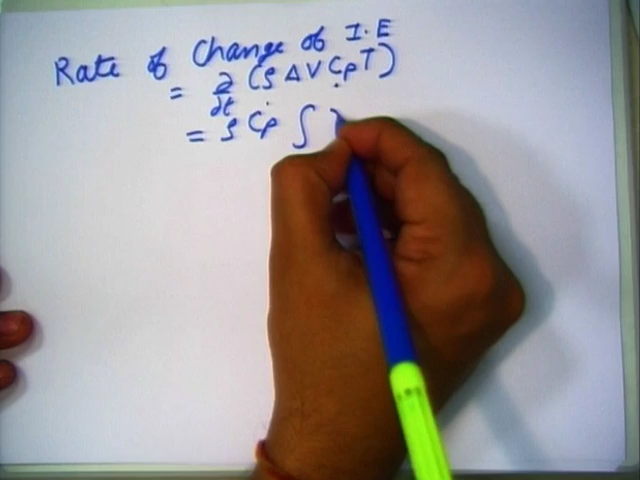 Rate of Change of I.E
= ∂/∂t (ρ ΔV Cp T)
= ρ Cp ∫